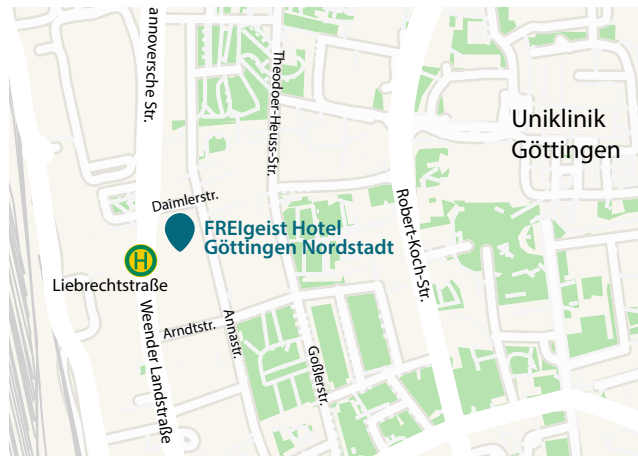 annoversche Str.
Theodoer-Heuss-Str.
Uniklinik
Göttingen
Daimlerstr.
Robert-Koch-Str.
FREIgeist Hotel
Göttingen Nordstadt
H
Liebrechtstraße
Weender Landstraße
Arndtstr.
Annastr.
Goßlerstr.